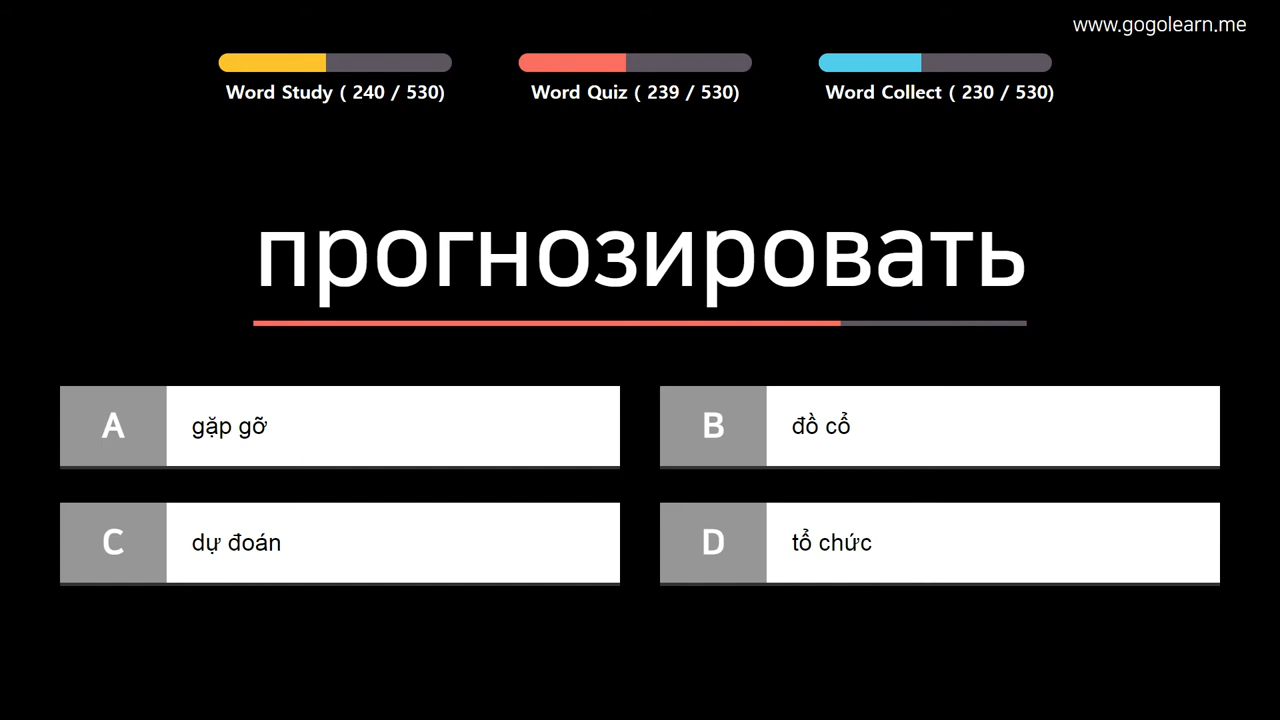 www.gogolearn.me
Word Study ( 240 / 530)
Word Quiz ( 239 / 530)
Word Collect ( 230 / 530)
прогнозировать
A
gặp gỡ
B
đồ cổ
C
dự đoán
D
tổ chức